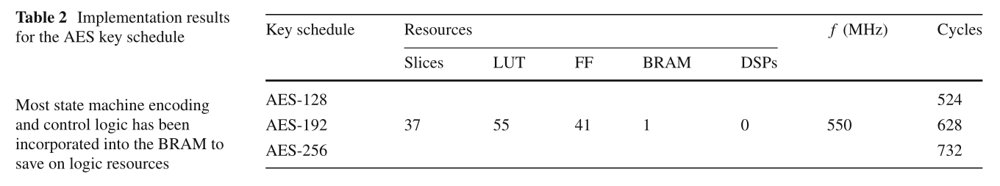 Table 2 Implementation results
for the AES key schedule
Most state machine encoding
and control logic has been
incorporated into the BRAM to
save on logic resources
Key schedule Resources f (MHz) Cycles
Slices LUT FF BRAM DSPs
AES-128 524
AES-192 37 55 41 1 0 550 628
AES-256 732